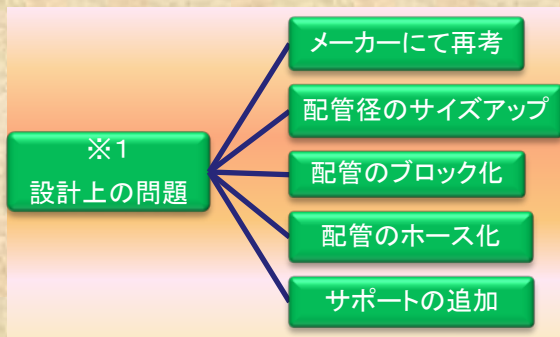 ※1
設計上の問題
メーカーにて再考
配管径のサイズアップ
配管のブロック化
配管のホース化
サポートの追加